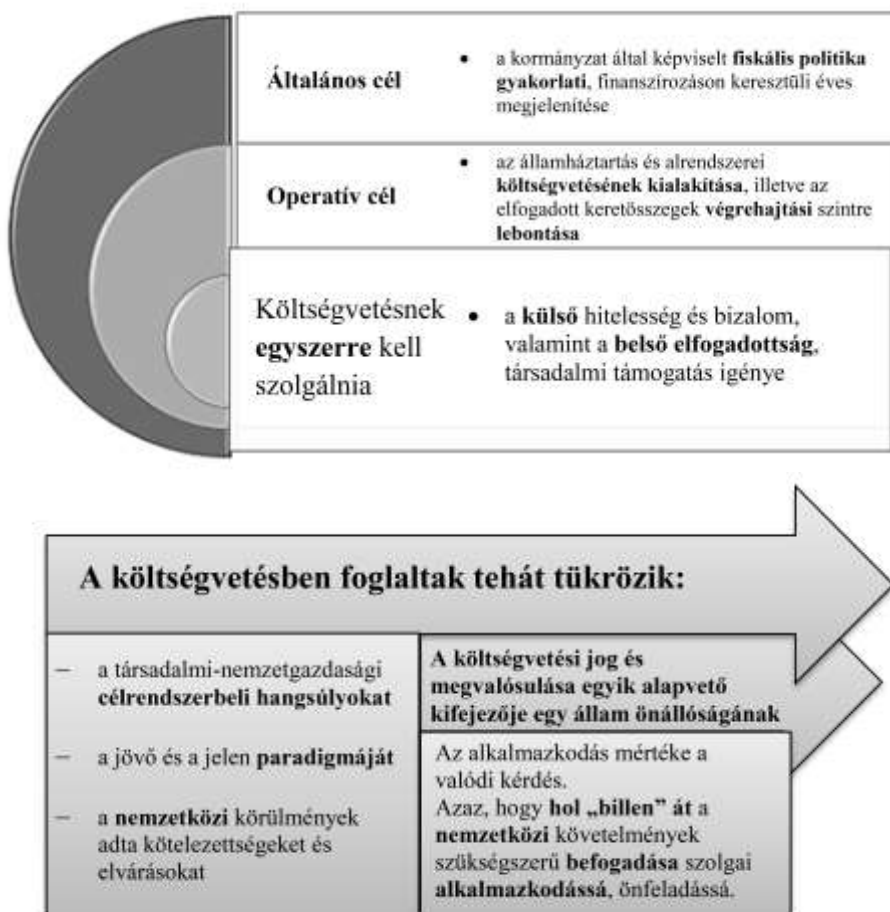 Általános cél
• a kormányzat által képviselt fiskális politika
gyakorlati, finanszírozáson keresztüli éves
megjelenítése
Operatív cél
• az államháztartás és alrendszerei
költségvetésének kialakítása, illetve az
elfogadott keretösszegek végrehajtási szintre
lebontása
Költségvetésnek
egyszerre kell
szolgálnia
• a külső hitelesség és bizalom,
valamint a belső elfogadottság,
társadalmi támogatás igénye
A költségvetésben foglaltak tehát tükrözik:
– a társadalmi-nemzetgazdasági
célrendszerbeli hangsúlyokat
– a jövő és a jelen paradigmáját
– a nemzetközi körülmények
adta kötelezettségeket és
elvárásokat
A költségvetési jog és
megvalósulása egyik alapvető
kifejezője egy állam önállóságának
Az alkalmazkodás mértéke a
valódi kérdés.
Azaz, hogy hol „billen” át a
nemzetközi követelmények
szükségszerű befogadása szolgai
alkalmazkodássá, önfeladássá.